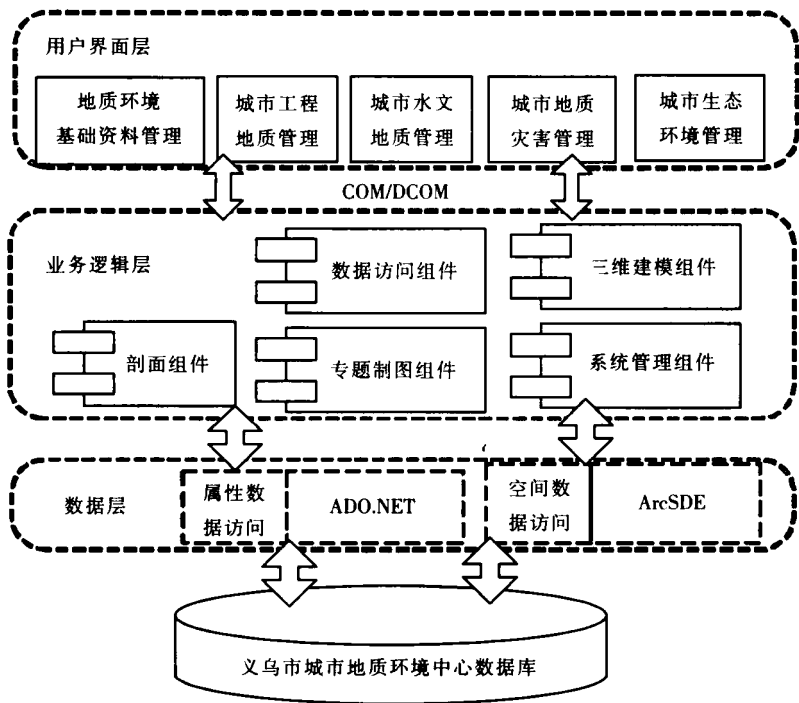 用户界面层
地质环境
基础资料管理
城市工程
地质管理
城市水文
地质管理
城市地质
灾害管理
城市生态
环境管理
COM/DCOM
业务逻辑层
数据访问组件
三维建模组件
剖面组件
专题制图组件
系统管理组件
数据层
属性数
据访问
ADO.NET
空间数
据访问
ArcSDE
义乌市城市地质环境中心数据库